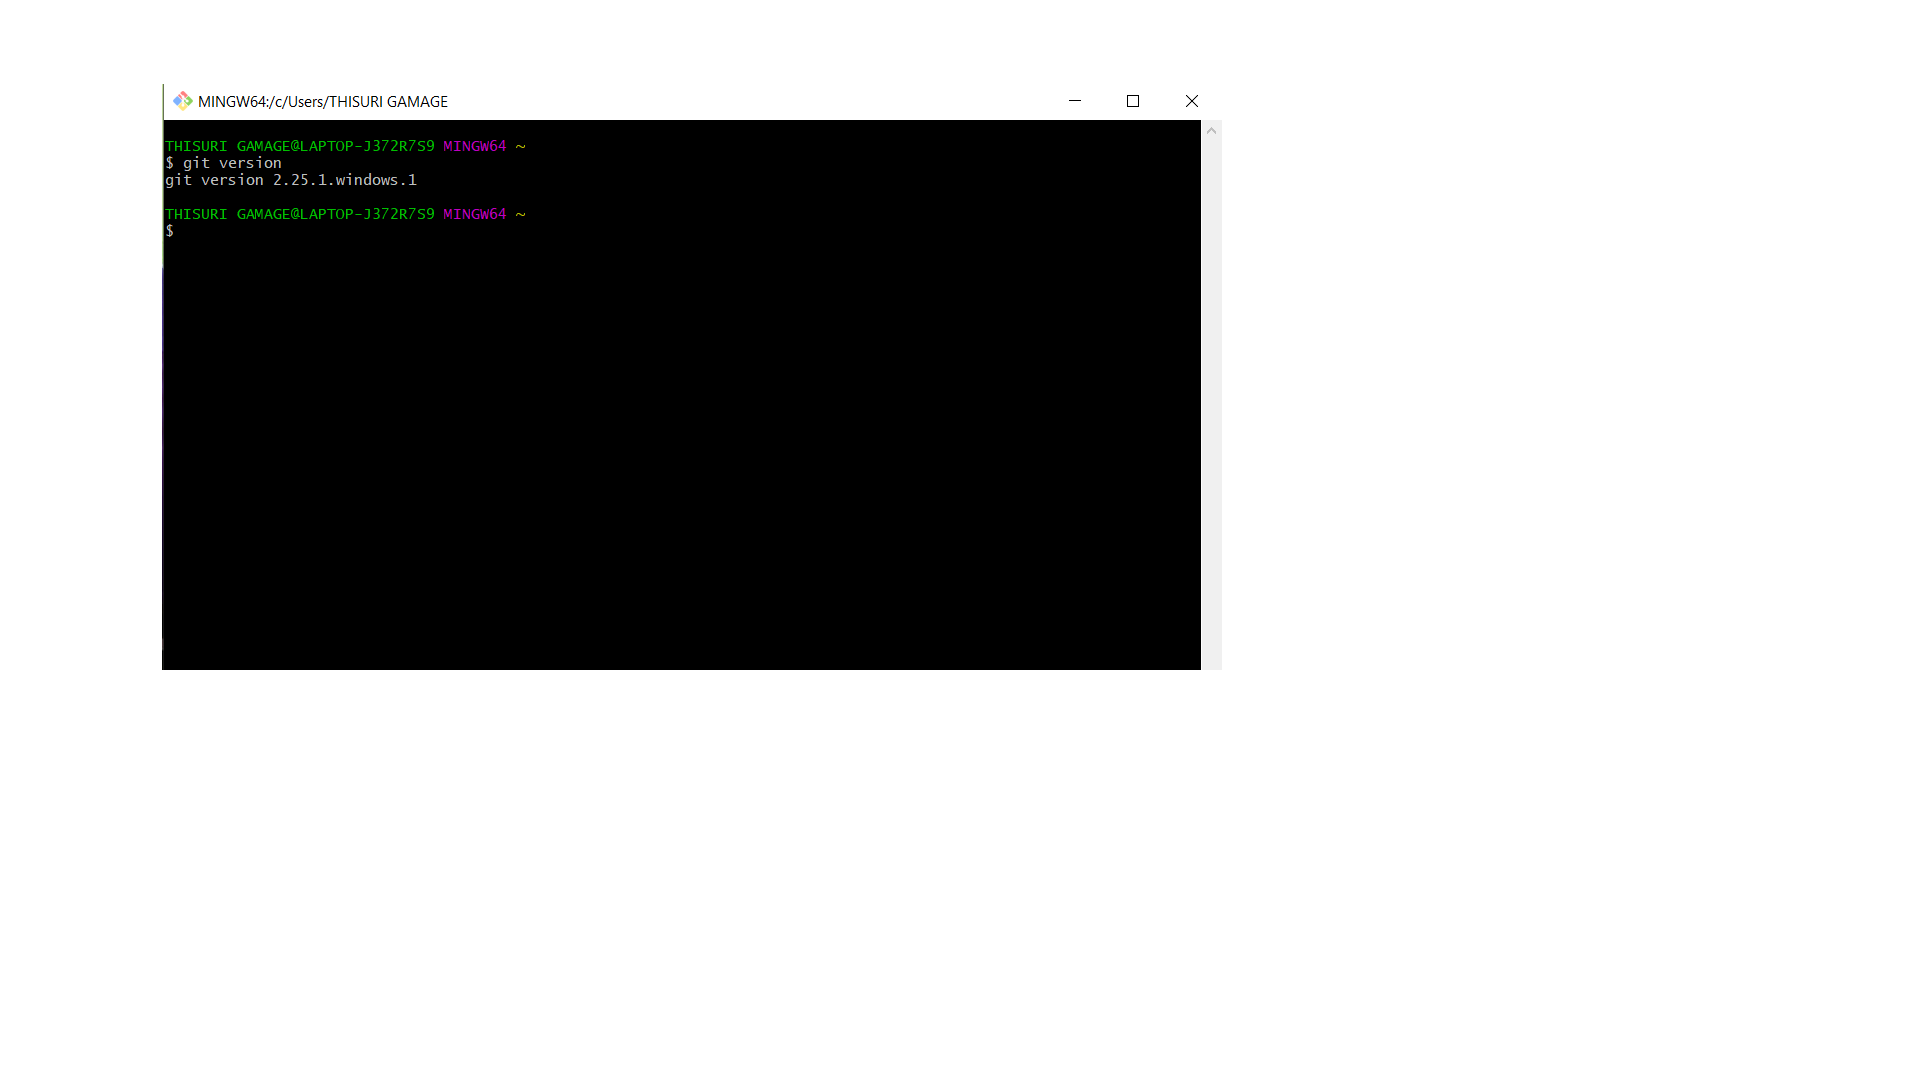 MINGW64:/c/Users/THISURI GAMAGE
THISURI GAMAGE@LAPTOP-J372R7S9 MINGW64 ~
$ git version
git version 2.25.1.windows.1
THISURI GAMAGE@LAPTOP-J372R7S9 MINGW64 ~
$